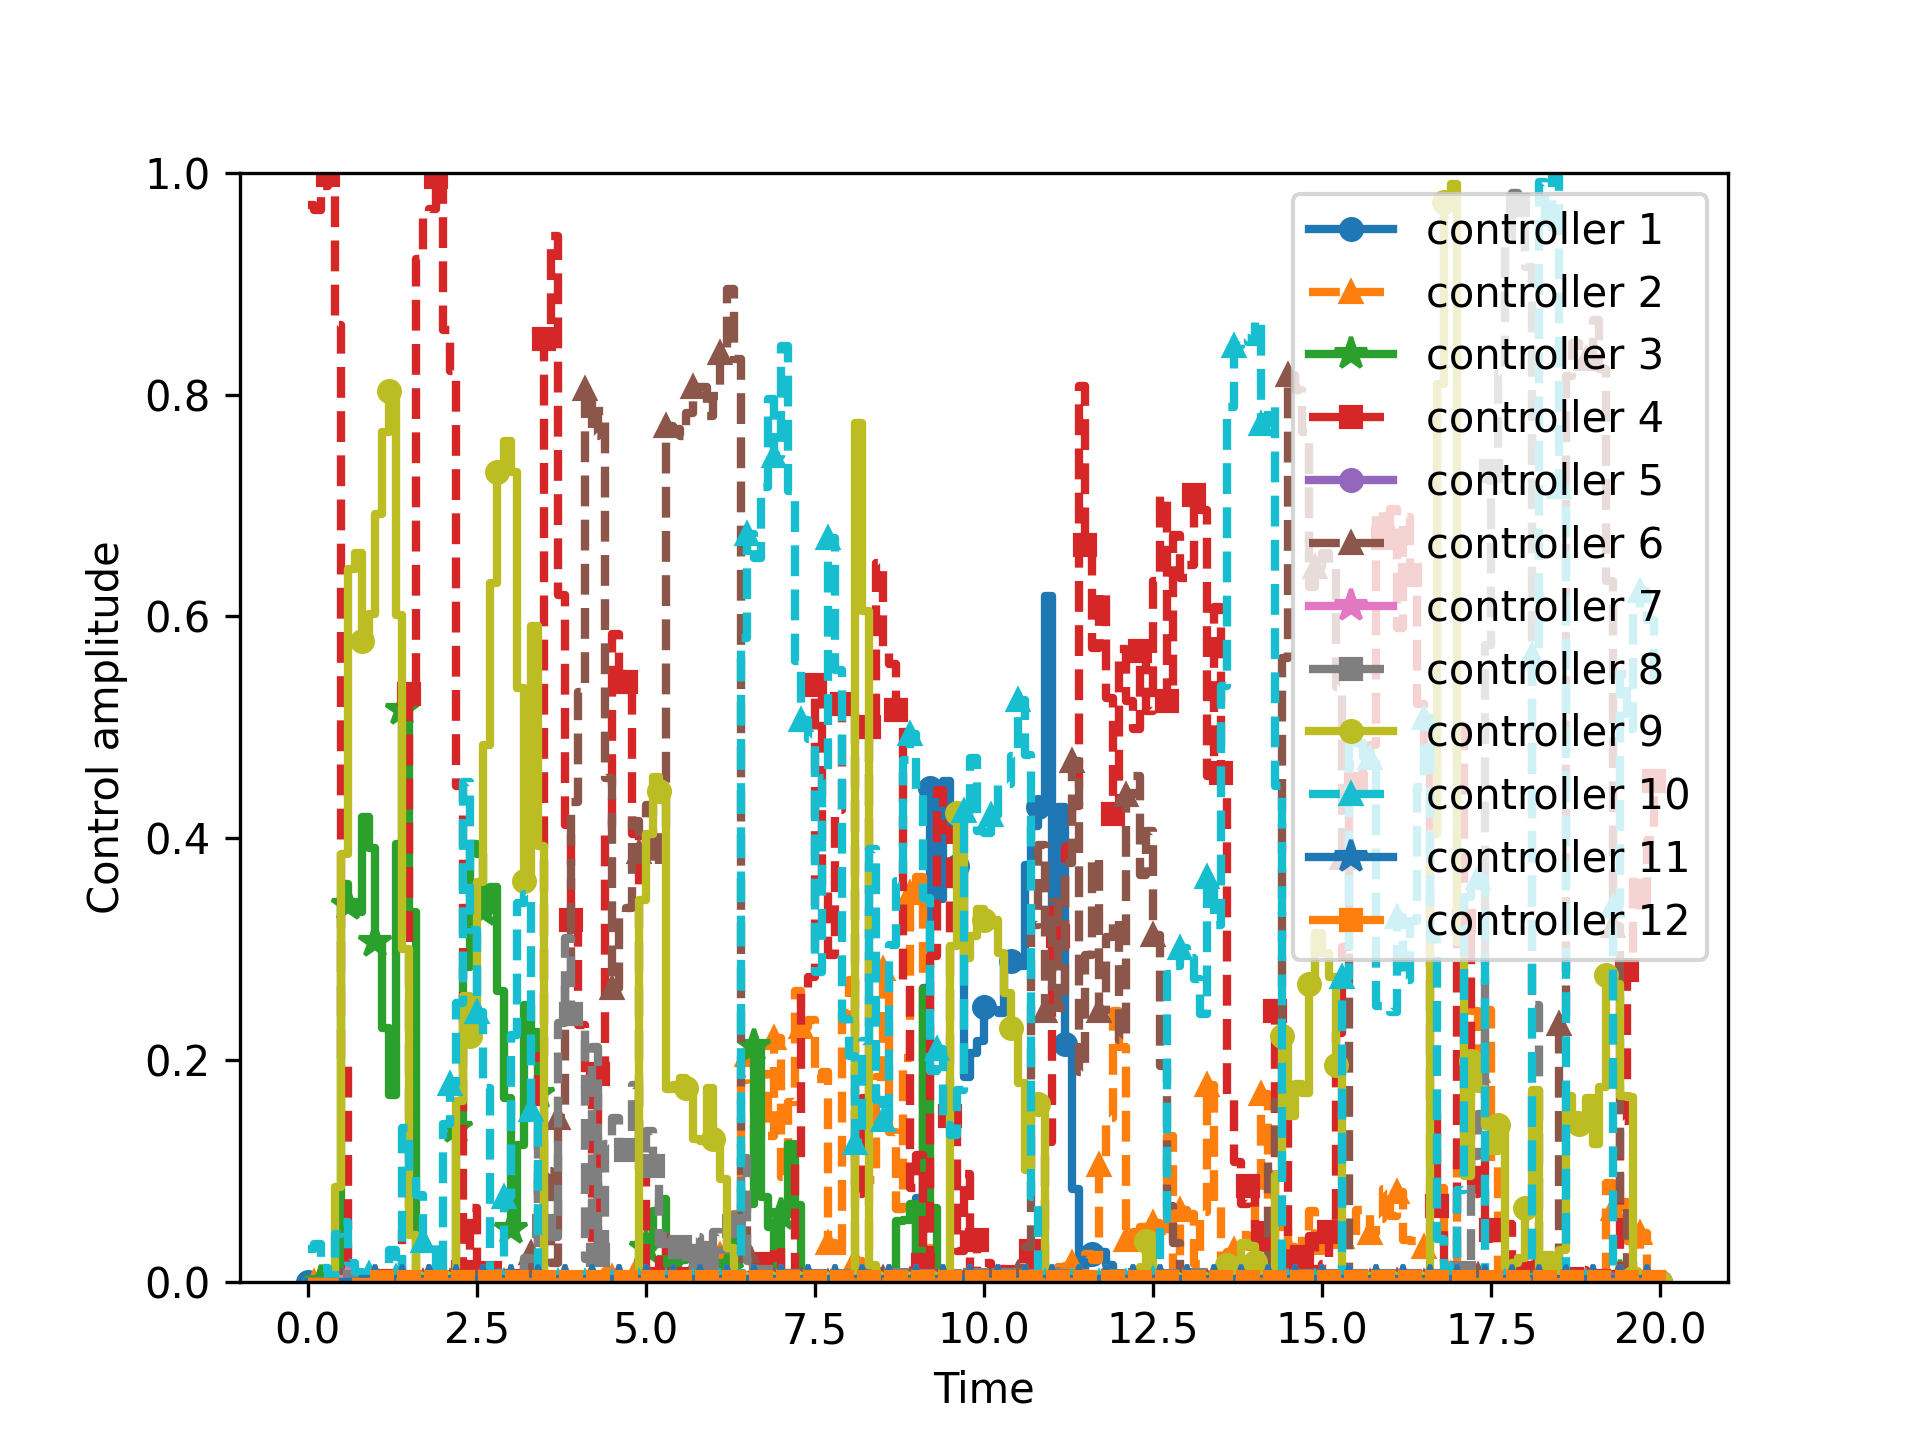 1.0
0.8
0.6
0.4
0.2
0.0
Control amplitude
controller 1
controller 2
controller 3
controller 4
controller 5
controller 6
controller 7
controller 8
controller 9
controller 10
controller 11
controller 12
0.0 2.5 5.0 7.5 10.0 12.5 15.0 17.5 20.0
Time